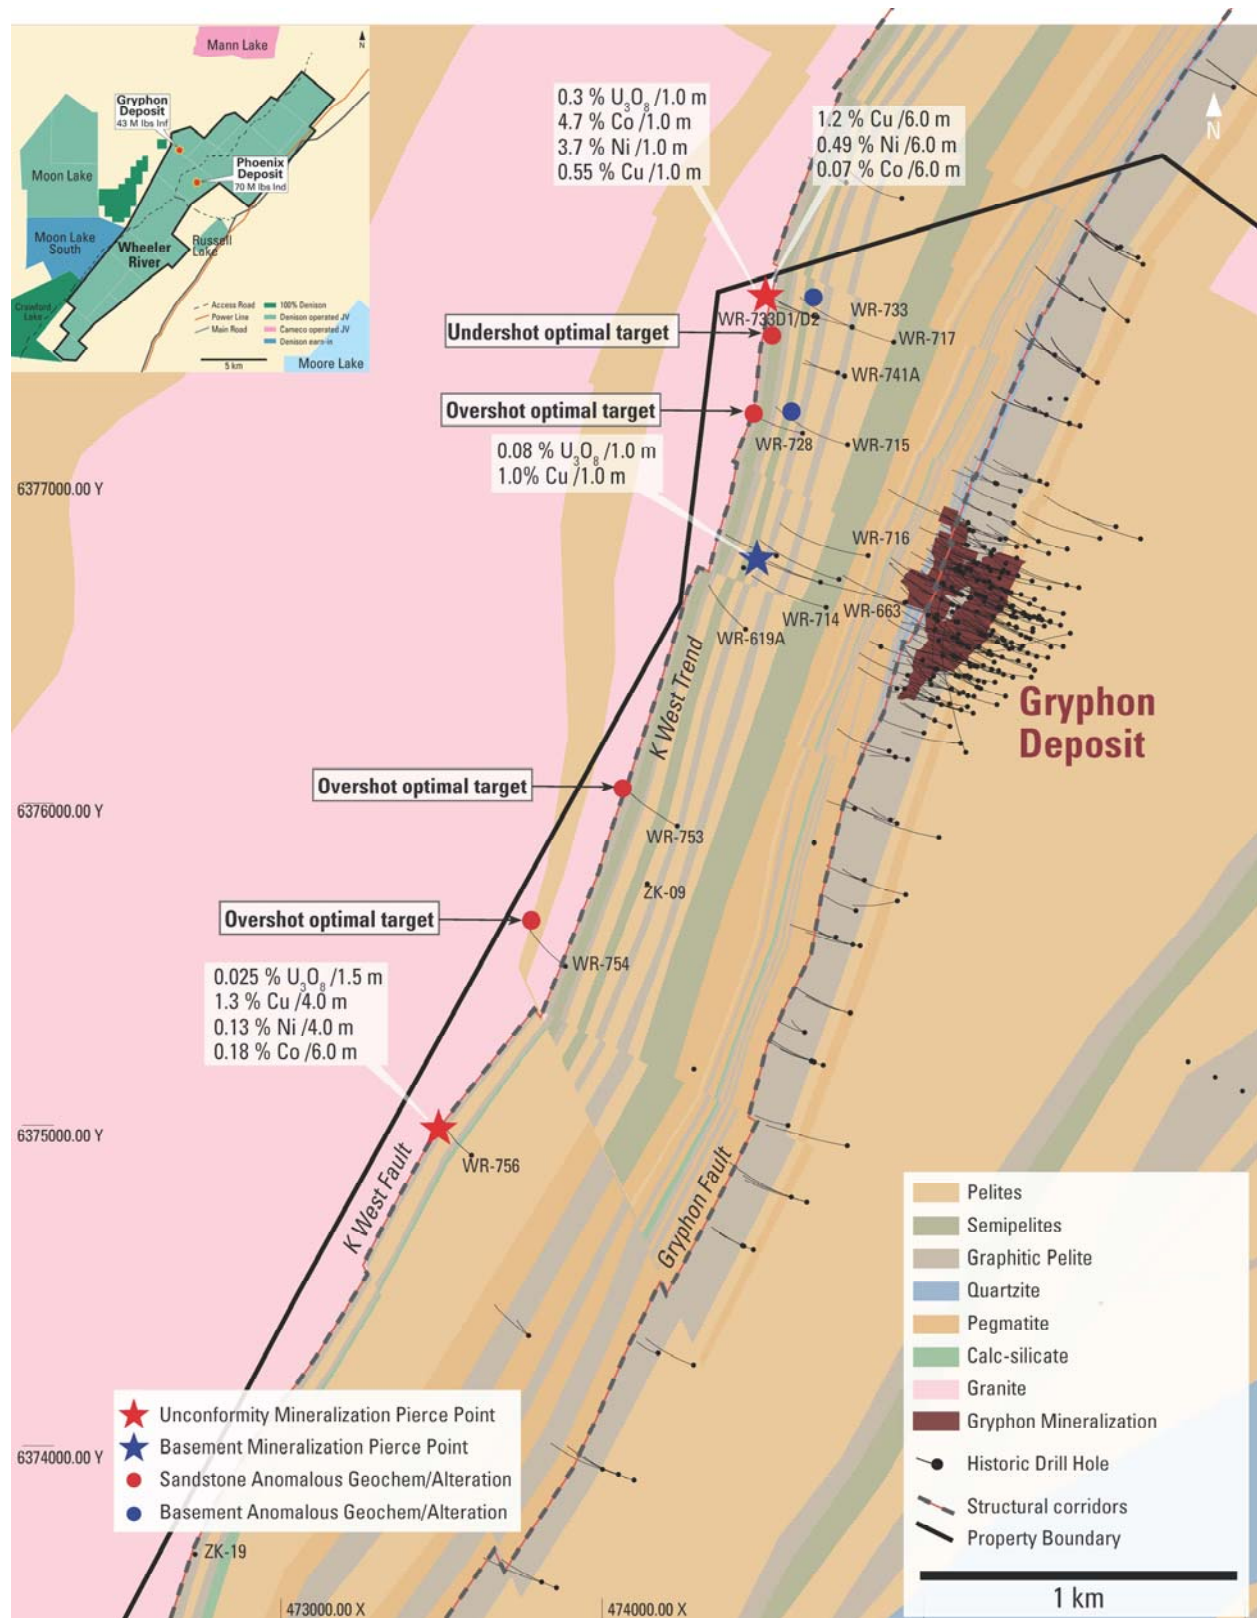 Mann Lake
N
Gryphon
Deposit
43 M lbs Inf
Phoenix
Deposit
70 M lbs Ind
Moon Lake
Moon Lake
South
Wheeler
River
Russell
Lake
Crawford
Lake
Access Road
Power Line
Main Road
100% Denison
Denison operated JV
Cameco operated JV
Denison earn-in
5 km
Moore Lake
0.3 % U3O8 /1.0 m
4.7 % Co /1.0 m
3.7 % Ni /1.0 m
0.55 % Cu /1.0 m
1.2 % Cu /6.0 m
0.49 % Ni /6.0 m
0.07 % Co /6.0 m
N
WR-733D1/D2
WR-733
Undershot optimal target
WR-717
WR-741A
Overshot optimal target
WR-728
WR-715
0.08 % U3O8 /1.0 m
1.0% Cu /1.0 m
6377000.00 Y
WR-716
WR-714
WR-663
WR-619A
K West Trend
Gryphon
Deposit
Overshot optimal target
6376000.00 Y
WR-753
ZK-09
Overshot optimal target
WR-754
0.025 % U3O8 /1.5 m
1.3 % Cu /4.0 m
0.13 % Ni /4.0 m
0.18 % Co /6.0 m
6375000.00 Y
WR-756
K West Fault
Gryphon Fault
Pelites
Semipelites
Graphitic Pelite
Quartzite
Pegmatite
Calc-silicate
Granite
Gryphon Mineralization
Historic Drill Hole
Structural corridors
Property Boundary
1 km
Unconformity Mineralization Pierce Point
Basement Mineralization Pierce Point
Sandstone Anomalous Geochem/Alteration
Basement Anomalous Geochem/Alteration
6374000.00 Y
ZK-19
473000.00 X
474000.00 X